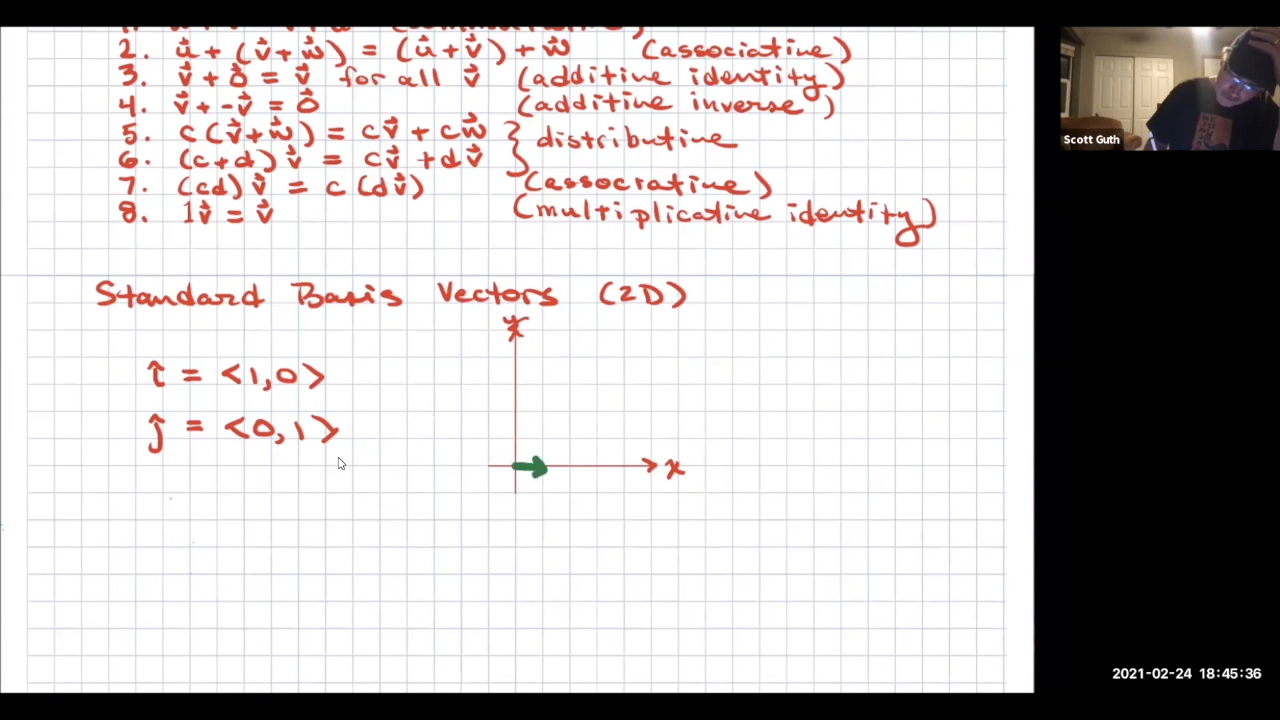 2. u⃗ + (v⃗ + w⃗) = (u⃗ + v⃗) + w⃗ (associative)
3. v⃗ + 0⃗ = v⃗ for all v⃗ (additive identity)
4. v⃗ + -v⃗ = 0⃗ (additive inverse)
5. c(v⃗ + w⃗) = cv⃗ + cw⃗ } distributive
6. (c+d)v⃗ = cv⃗ + dv⃗
7. (cd)v⃗ = c(dv⃗) (associative)
8. 1v⃗ = v⃗ (multiplicative identity)
Standard Basis Vectors (2D)
y
î = <1,0>
ĵ = <0,1>
x
Scott Guth
2021-02-24 18:45:36